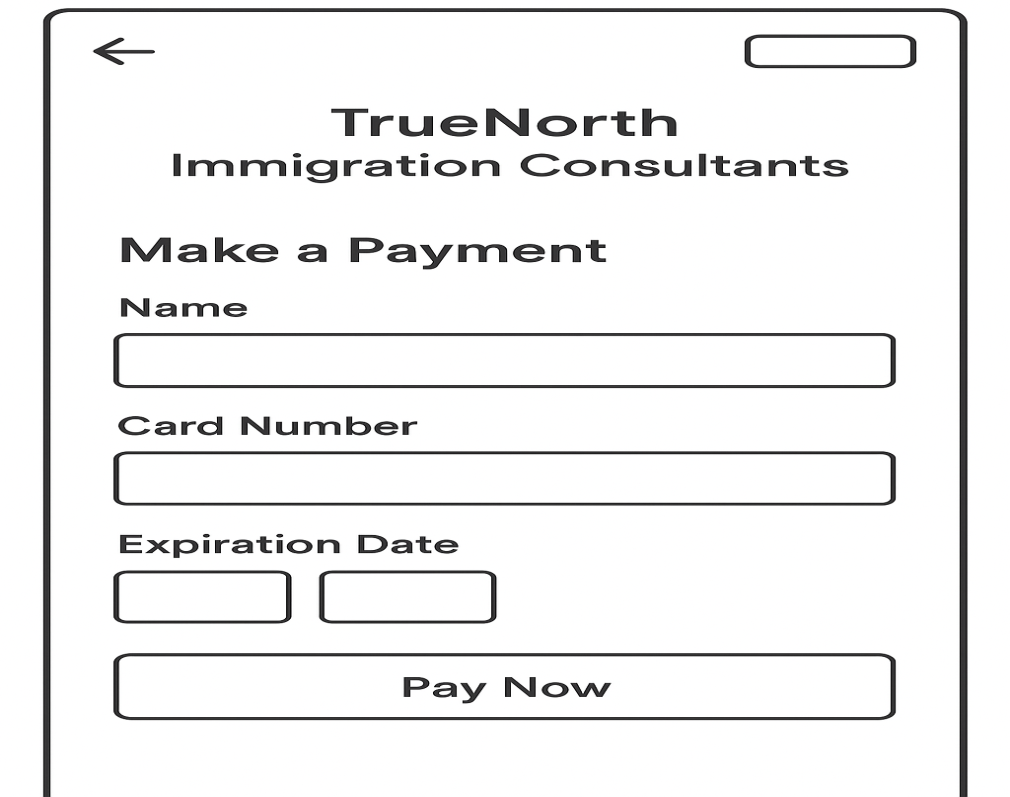 TrueNorth
Immigration Consultants
Make a Payment
Name
Card Number
Expiration Date
Pay Now